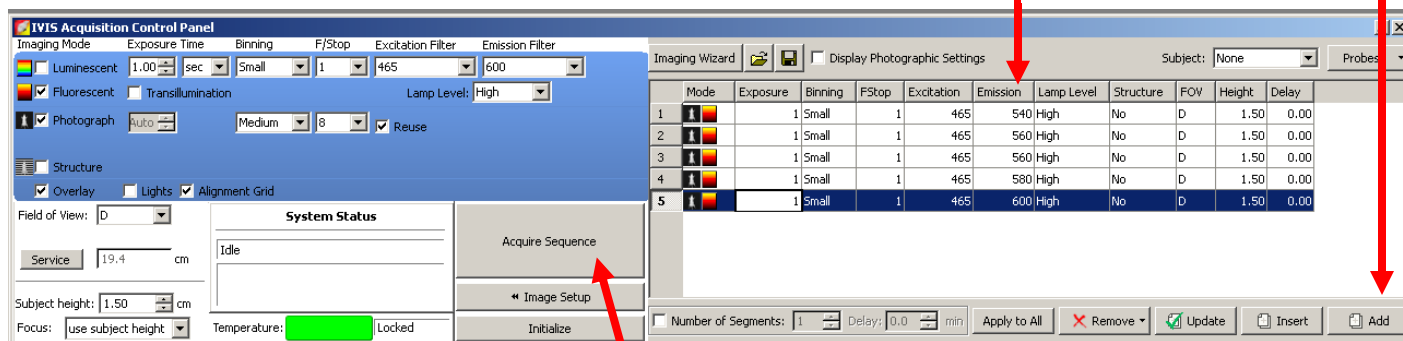 IVIS Acquisition Control Panel
Imaging Mode Exposure Time Binning F/Stop Excitation Filter Emission Filter
Luminescent 1.00 sec Small 1 465 600
Fluorescent Transillumination Lamp Level: High
Photograph Auto Medium 8 Reuse
Structure
Overlay Lights Alignment Grid
Field of View: D
Service 19.4 cm
Subject height: 1.50 cm
Focus: use subject height
System Status
Idle
Temperature: Locked
Acquire Sequence
Image Setup
Initialize
Imaging Wizard Display Photographic Settings Subject: None Probes
Mode Exposure Binning FStop Excitation Emission Lamp Level Structure FOV Height Delay
1 1 Small 1 465 540 High No D 1.50 0.00
2 1 Small 1 465 560 High No D 1.50 0.00
3 1 Small 1 465 560 High No D 1.50 0.00
4 1 Small 1 465 580 High No D 1.50 0.00
5 1 Small 1 465 600 High No D 1.50 0.00
Number of Segments: 1 Delay: 0.0 min Apply to All Remove Update Insert Add